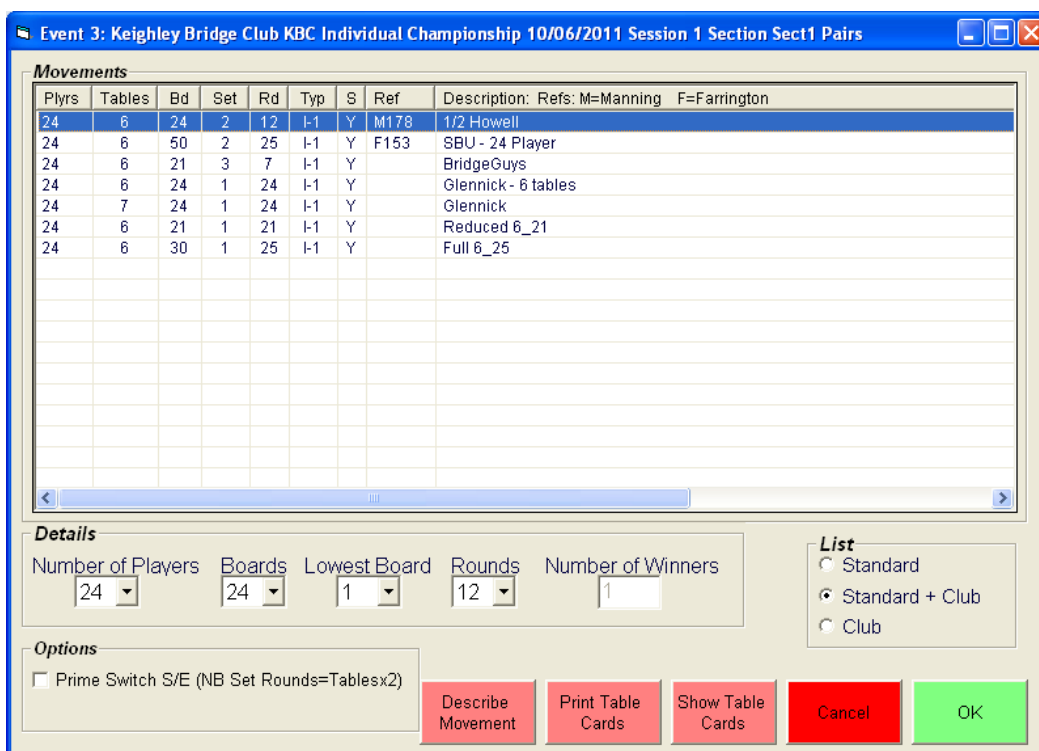 Event 3: Keighley Bridge Club KBC Individual Championship 10/06/2011 Session 1 Section Sect1 Pairs
Movements
Plyrs Tables Bd Set Rd Typ S Ref Description: Refs: M=Manning F=Farrington
24 6 24 2 12 I-1 Y M178 1/2 Howell
24 6 50 2 25 I-1 Y F153 SBU - 24 Player
24 6 21 3 7 I-1 Y BridgeGuys
24 6 24 1 24 I-1 Y Glennick - 6 tables
24 7 24 1 24 I-1 Y Glennick
24 6 21 1 21 I-1 Y Reduced 6_21
24 6 30 1 25 I-1 Y Full 6_25
Details
Number of Players Boards Lowest Board Rounds Number of Winners
24 24 1 12 1
List
Standard
Standard + Club
Club
Options
Prime Switch S/E (NB Set Rounds=Tablesx2)
Describe Movement
Print Table Cards
Show Table Cards
Cancel
OK